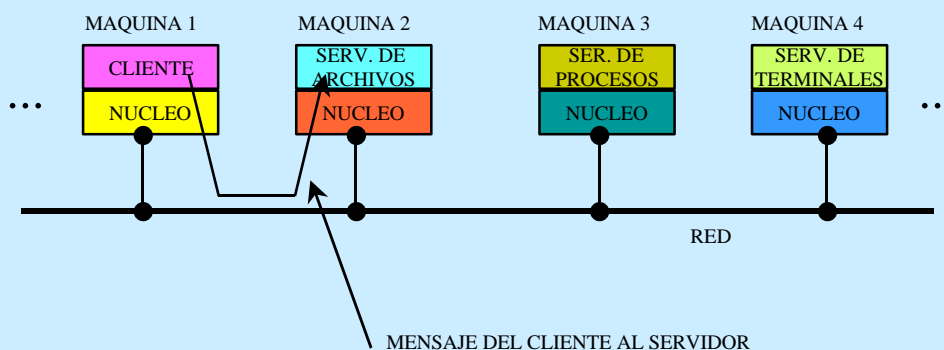 MAQUINA 1
MAQUINA 2
MAQUINA 3
MAQUINA 4
CLIENTE
SERV. DE
ARCHIVOS
SER. DE
PROCESOS
SERV. DE
TERMINALES
...
NUCLEO
NUCLEO
NUCLEO
NUCLEO
...
RED
MENSAJE DEL CLIENTE AL SERVIDOR